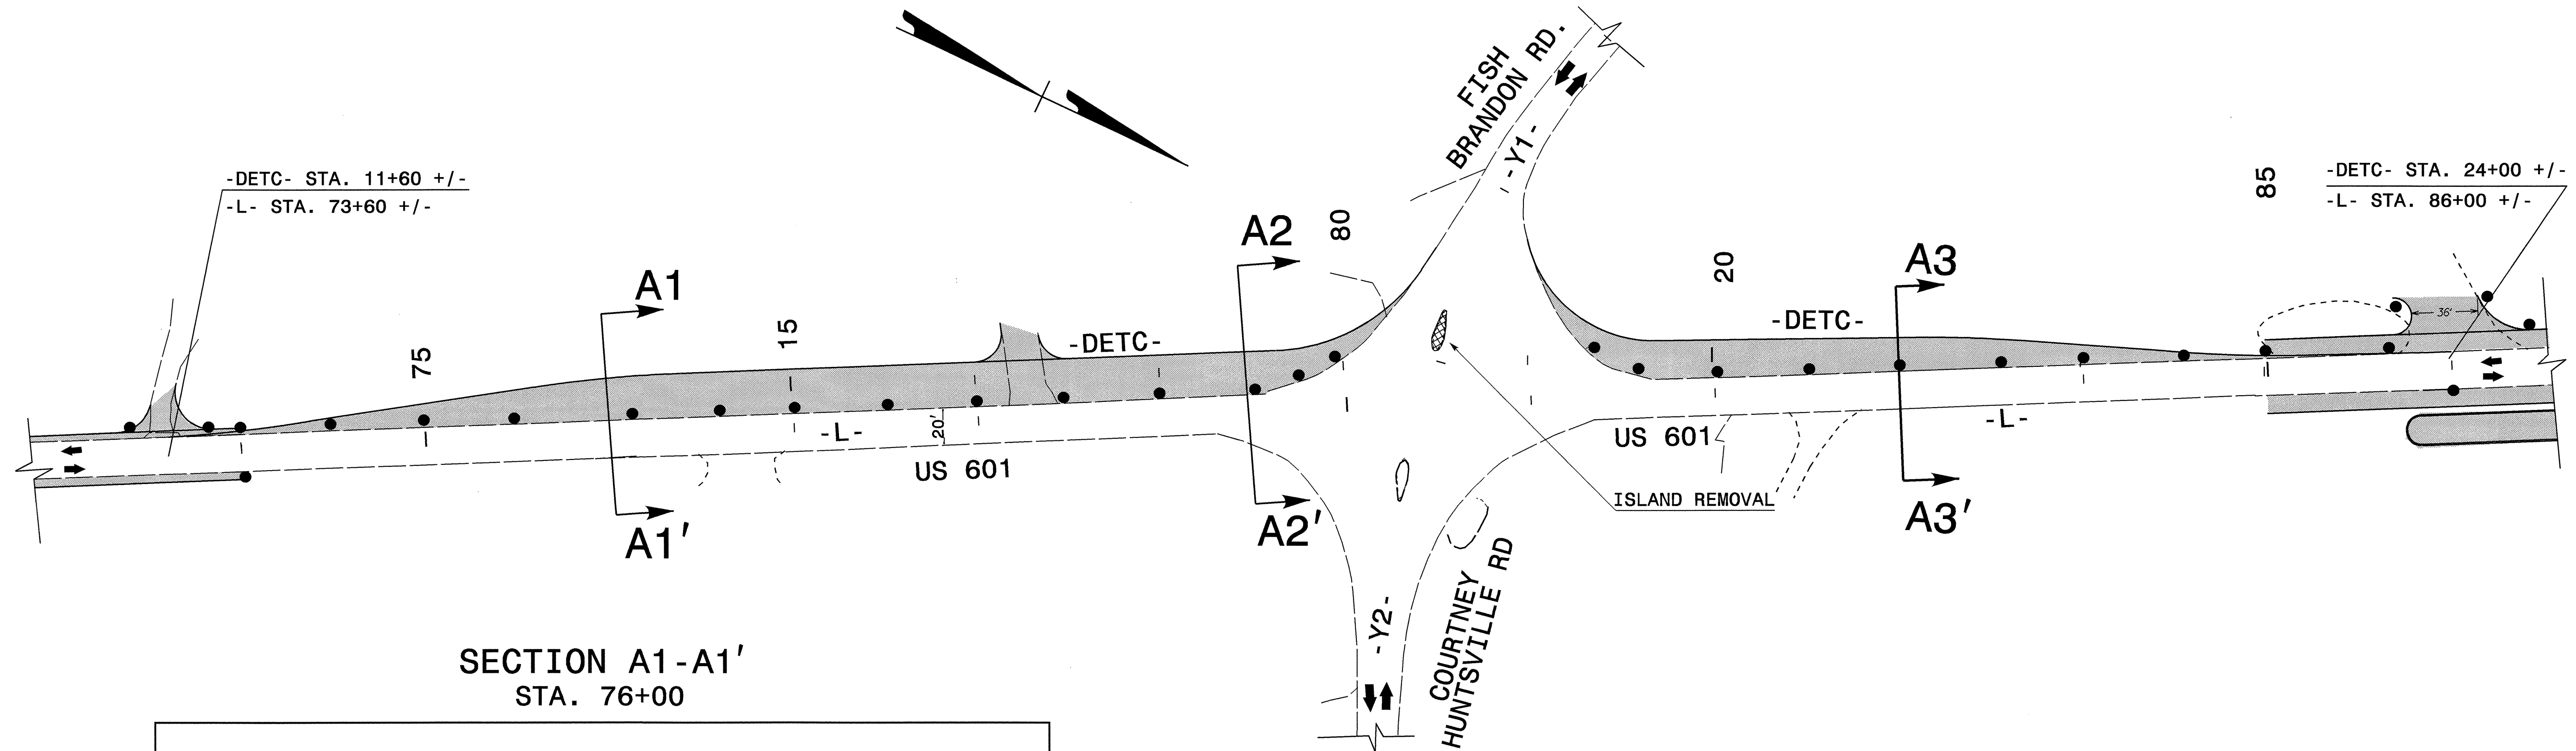 FISH
BRANDON RD.
-Y1-
-DETC- STA. 11+60 +/-
-L- STA. 73+60 +/-
85
-DETC- STA. 24+00 +/-
-L- STA. 86+00 +/-
A2
80
A3
20
A1
15
75
-DETC-
-DETC-
36'
-L-
20'
US 601
US 601
-L-
ISLAND REMOVAL
A1'
A2'
A3'
-Y2-
COURTNEY
HUNTSVILLE RD
SECTION A1-A1'
STA. 76+00